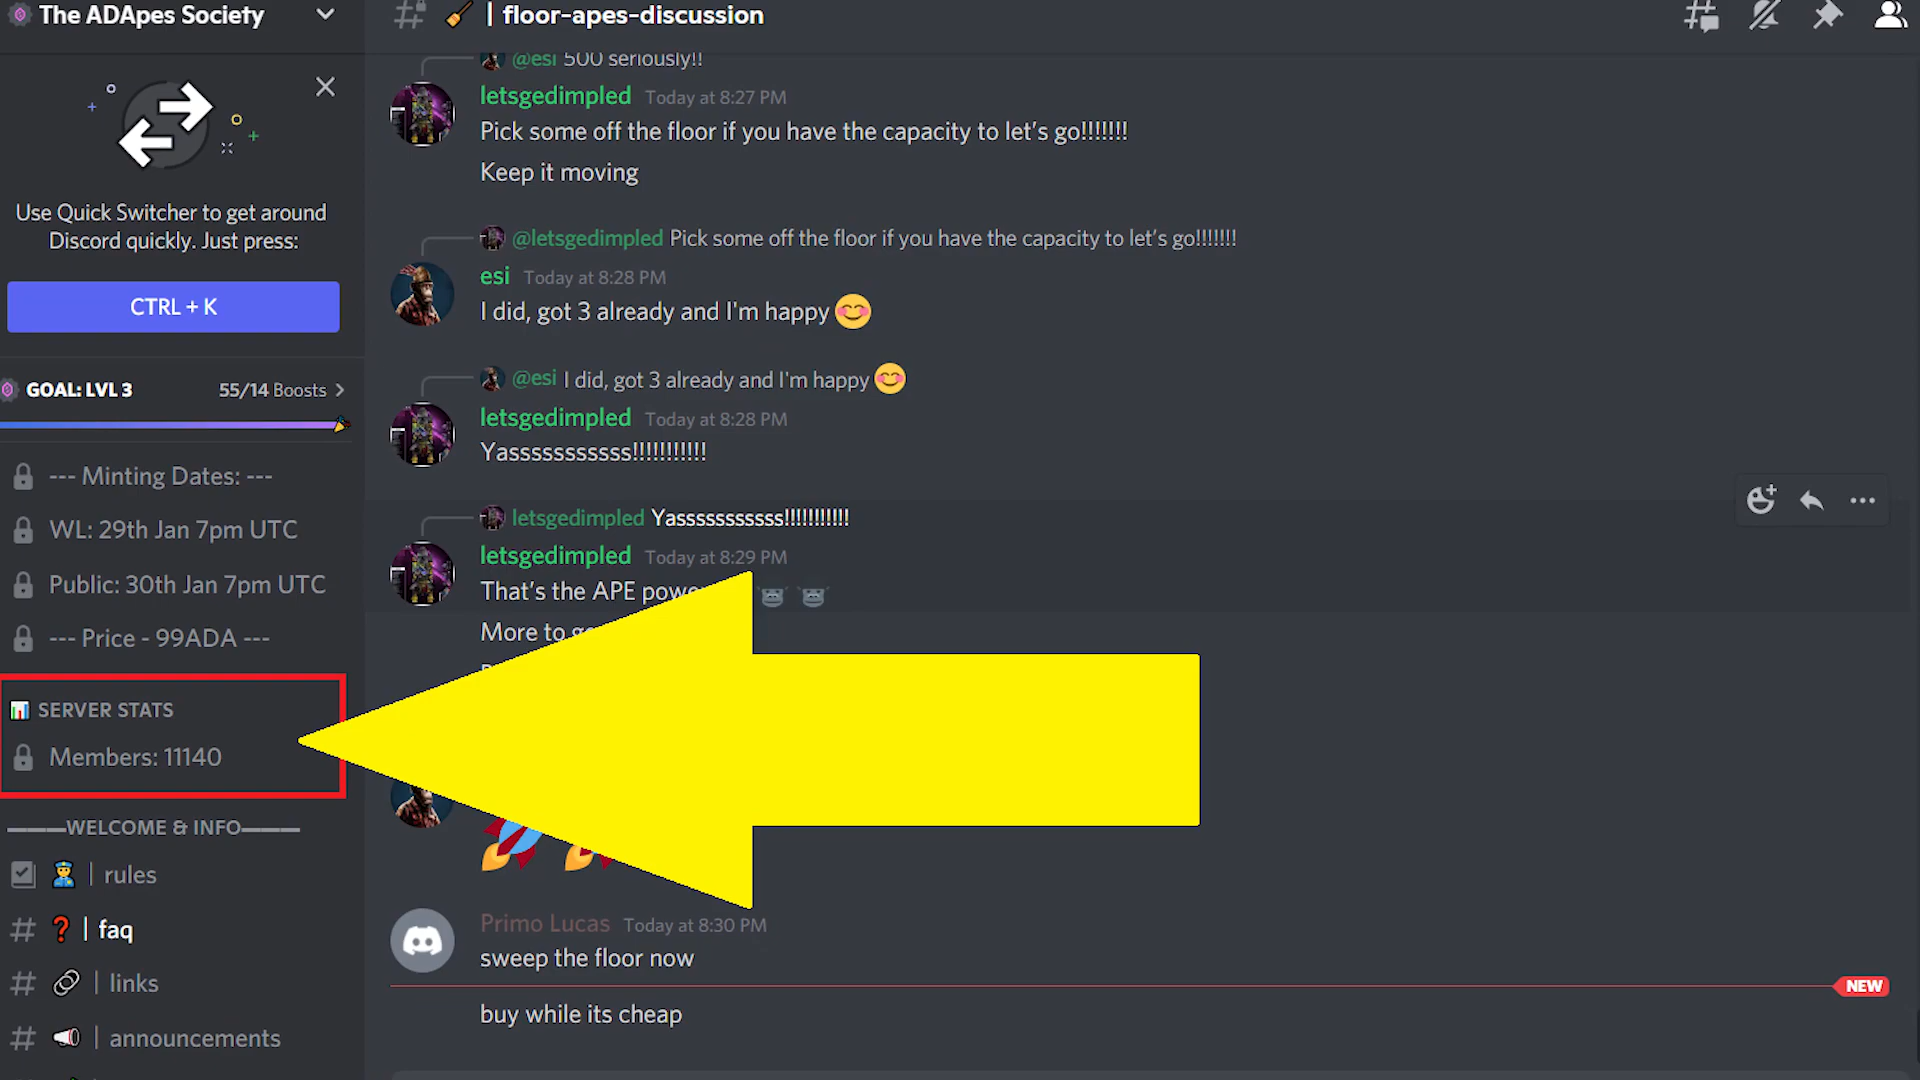 The ADApes Society
Use Quick Switcher to get around
Discord quickly. Just press:
CTRL + K
GOAL: LVL 3 55/14 Boosts
--- Minting Dates: ---
WL: 29th Jan 7pm UTC
Public: 30th Jan 7pm UTC
--- Price - 99ADA ---
SERVER STATS
Members: 11140
———WELCOME & INFO———
| rules
| faq
| links
| announcements
| floor-apes-discussion
@esi 500 seriously!!
letsgedimpled Today at 8:27 PM
Pick some off the floor if you have the capacity to let’s go!!!!!!!
Keep it moving
@letsgedimpled Pick some off the floor if you have the capacity to let’s go!!!!!!!
esi Today at 8:28 PM
I did, got 3 already and I'm happy 😊
@esi I did, got 3 already and I'm happy 😊
letsgedimpled Today at 8:28 PM
Yasssssssssss!!!!!!!!!!!
letsgedimpled Yasssssssssss!!!!!!!!!!!
letsgedimpled Today at 8:29 PM
That’s the APE
More to
Primo Lucas Today at 8:30 PM
sweep the floor now
NEW
buy while its cheap